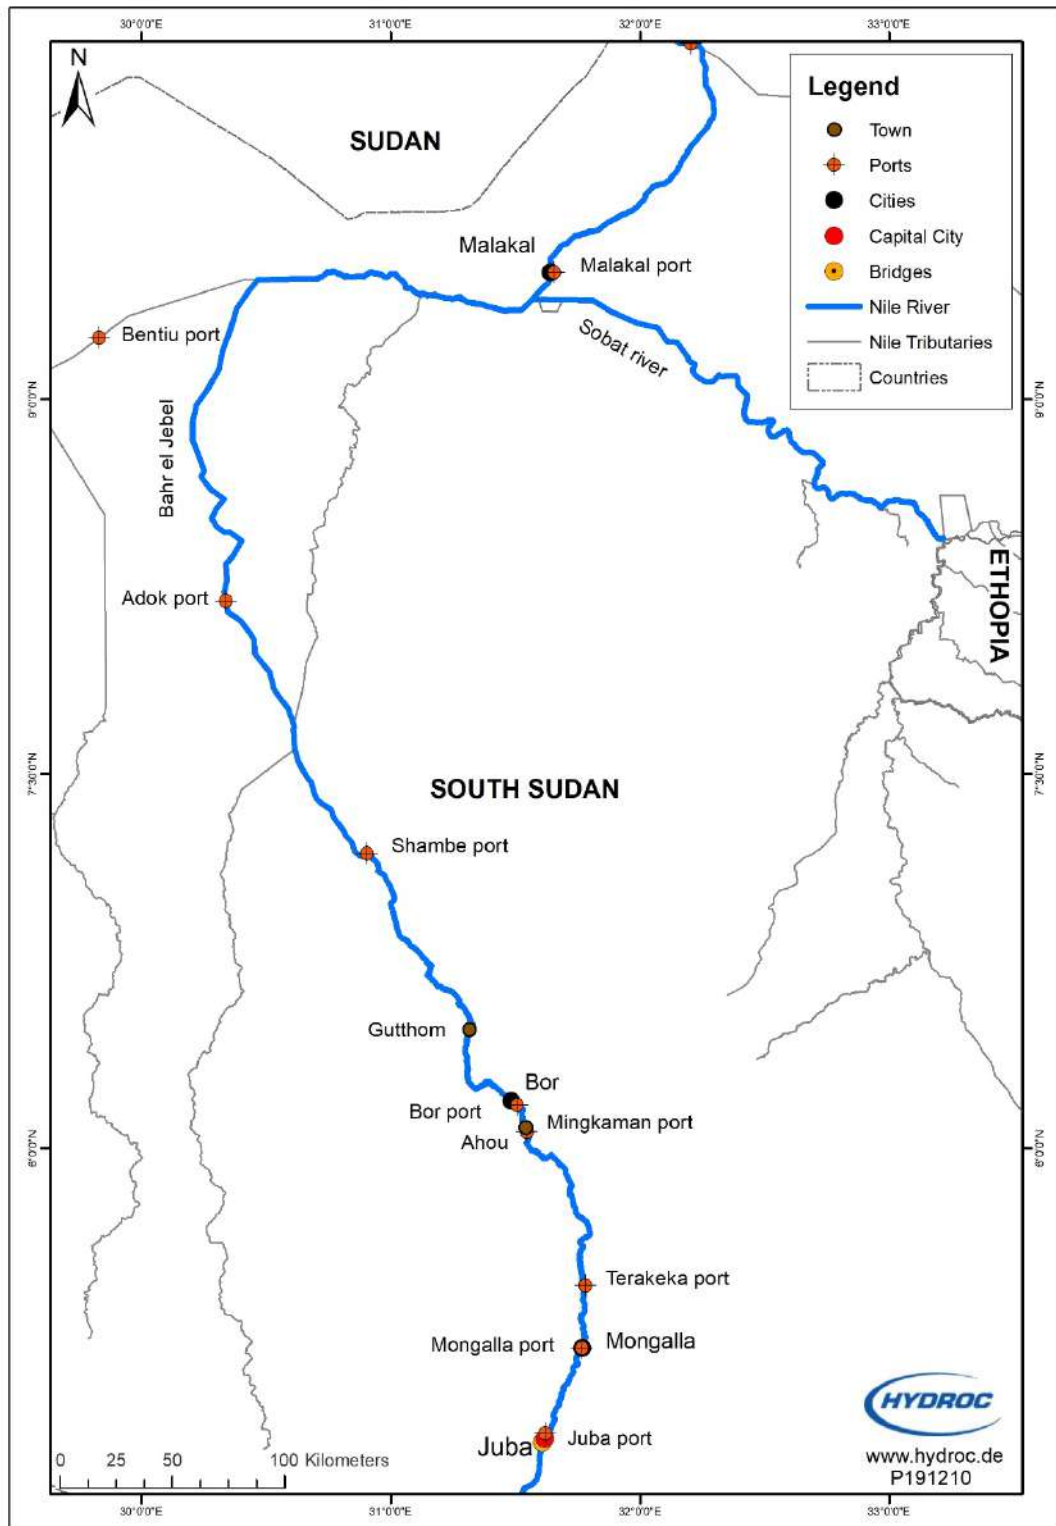 30°0'0"E 31°0'0"E 32°0'0"E 33°0'0"E
N
SUDAN
Legend
Town
Ports
Cities
Capital City
Bridges
Nile River
Nile Tributaries
Countries
Malakal
Malakal port
Bentiu port
Sobat river
9°0'0"N
9°0'0"N
Bahr el Jebel
Adok port
ETHOPIA
7°30'0"N
7°30'0"N
SOUTH SUDAN
Shambe port
Gutthom
Bor
Bor port
Mingkaman port
Ahou
6°0'0"N
6°0'0"N
Terakeka port
Mongalla port
Mongalla
Juba
Juba port
0 25 50 100 Kilometers
HYDROC
www.hydroc.de
P191210
30°0'0"E 31°0'0"E 32°0'0"E 33°0'0"E